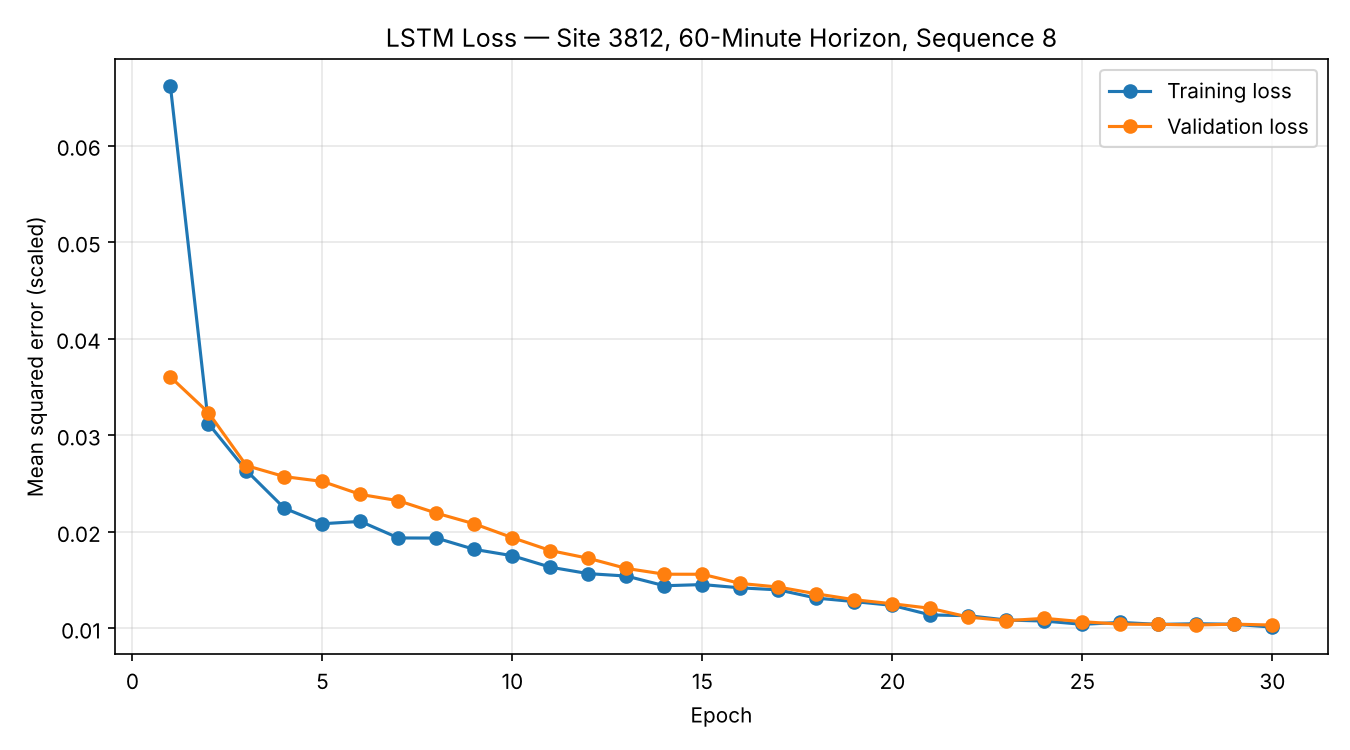 LSTM Loss — Site 3812, 60-Minute Horizon, Sequence 8
Training loss
Validation loss
Mean squared error (scaled)
0.06
0.05
0.04
0.03
0.02
0.01
0 5 10 15 20 25 30
Epoch